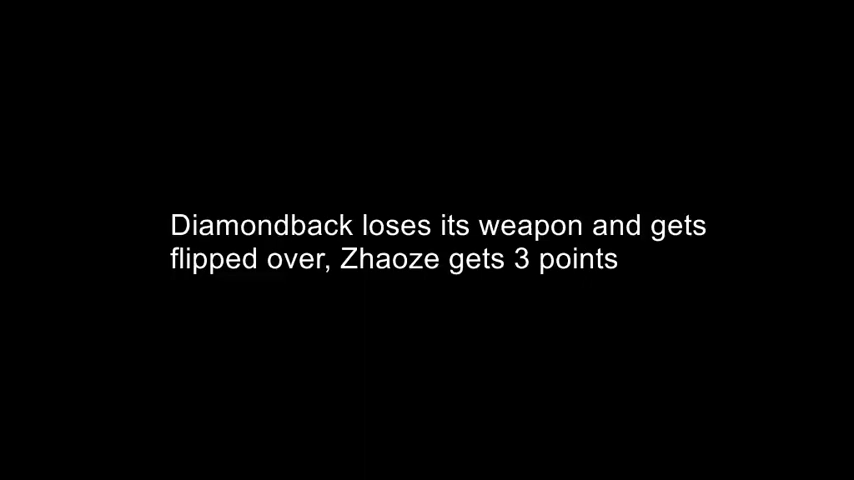 Diamondback loses its weapon and gets
flipped over, Zhaoze gets 3 points